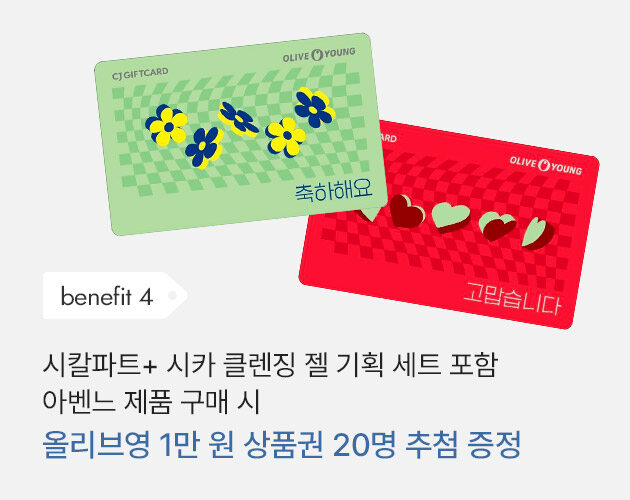 CJ GIFTCARD
OLIVE YOUNG
축하해요
CARD
OLIVE YOUNG
고맙습니다
benefit 4
시칼파트+ 시카 클렌징 젤 기획 세트 포함
아벤느 제품 구매 시
올리브영 1만 원 상품권 20명 추첨 증정